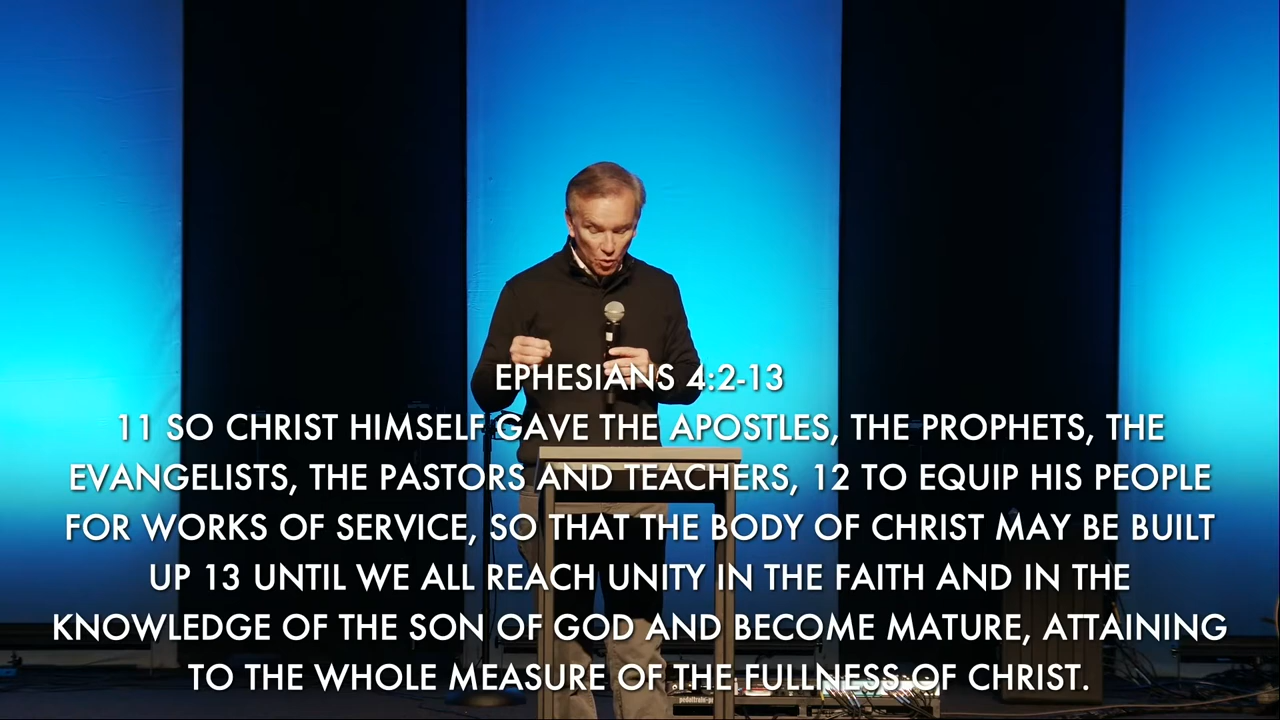 EPHESIANS 4:2-13
11 SO CHRIST HIMSELF GAVE THE APOSTLES, THE PROPHETS, THE
EVANGELISTS, THE PASTORS AND TEACHERS, 12 TO EQUIP HIS PEOPLE
FOR WORKS OF SERVICE, SO THAT THE BODY OF CHRIST MAY BE BUILT
UP 13 UNTIL WE ALL REACH UNITY IN THE FAITH AND IN THE
KNOWLEDGE OF THE SON OF GOD AND BECOME MATURE, ATTAINING
TO THE WHOLE MEASURE OF THE FULLNESS OF CHRIST.